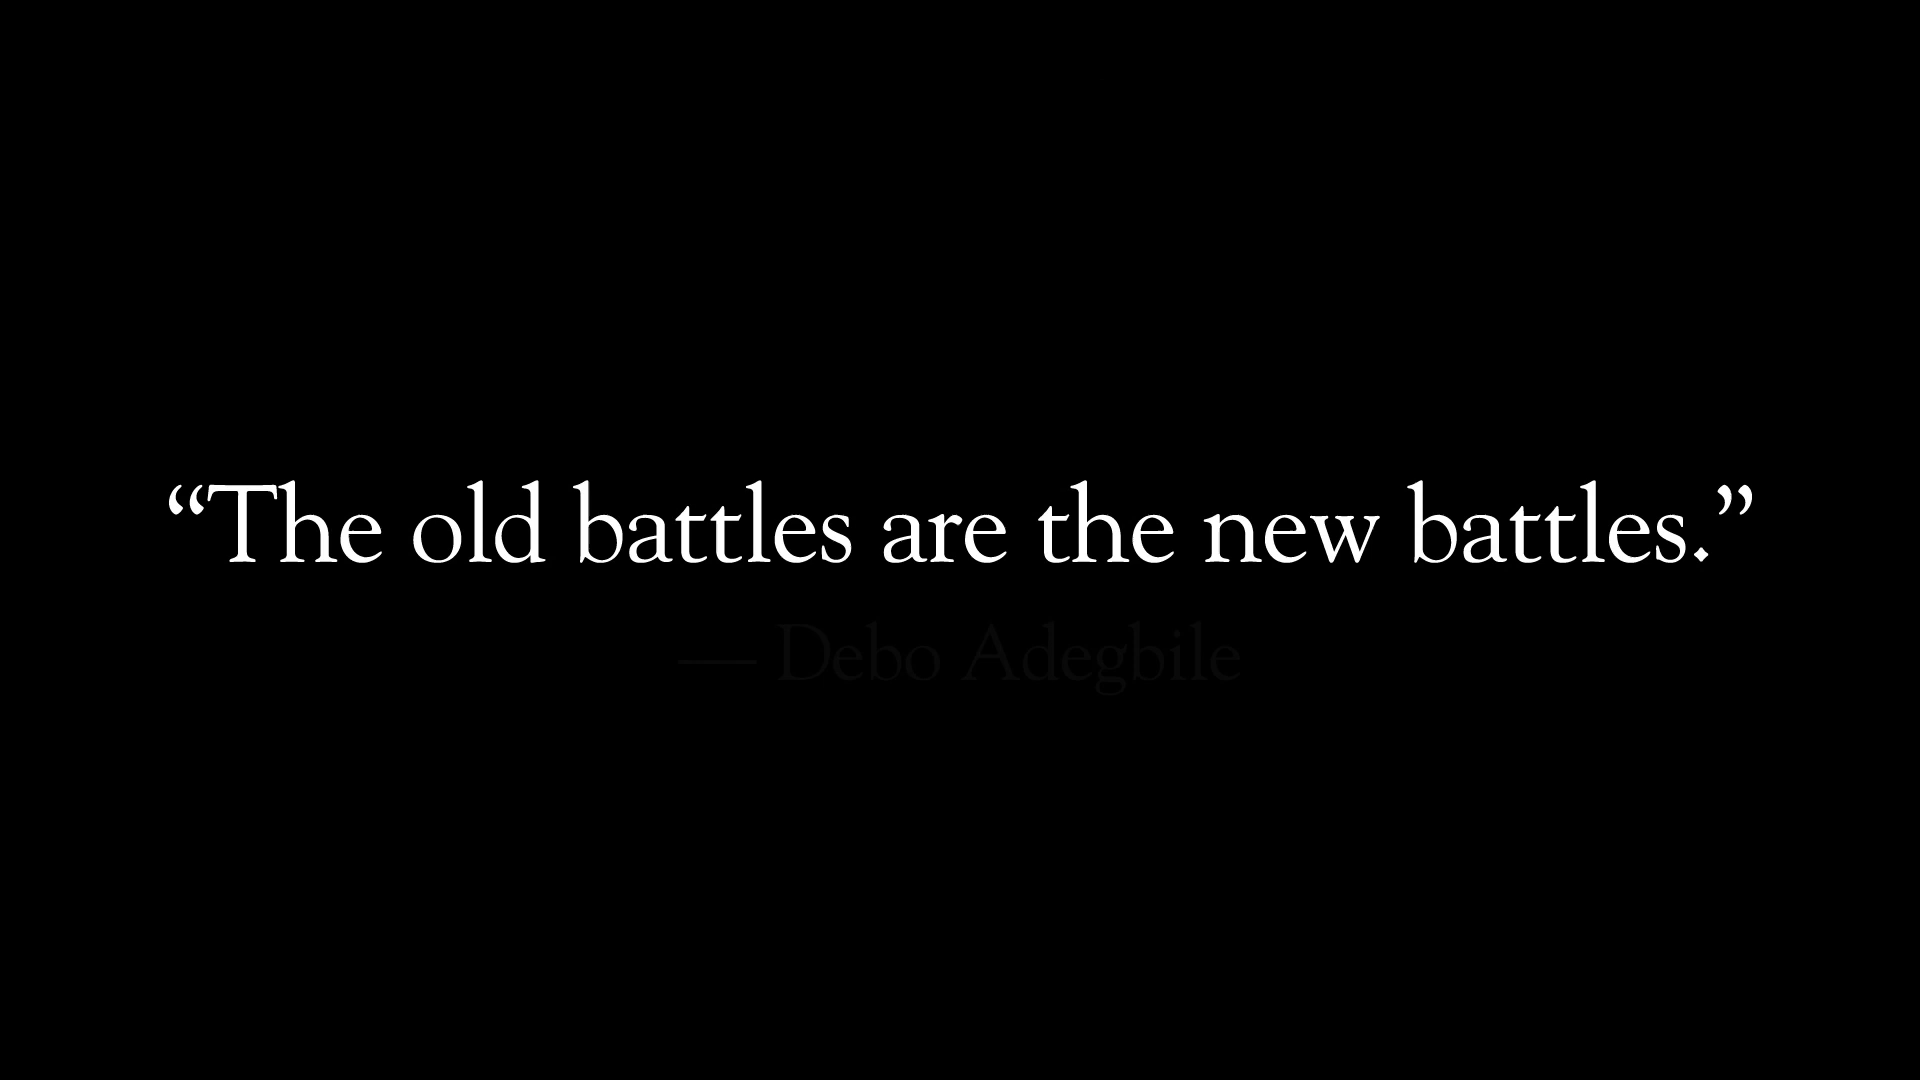 “The old battles are the new battles.”
— Debo Adegbile